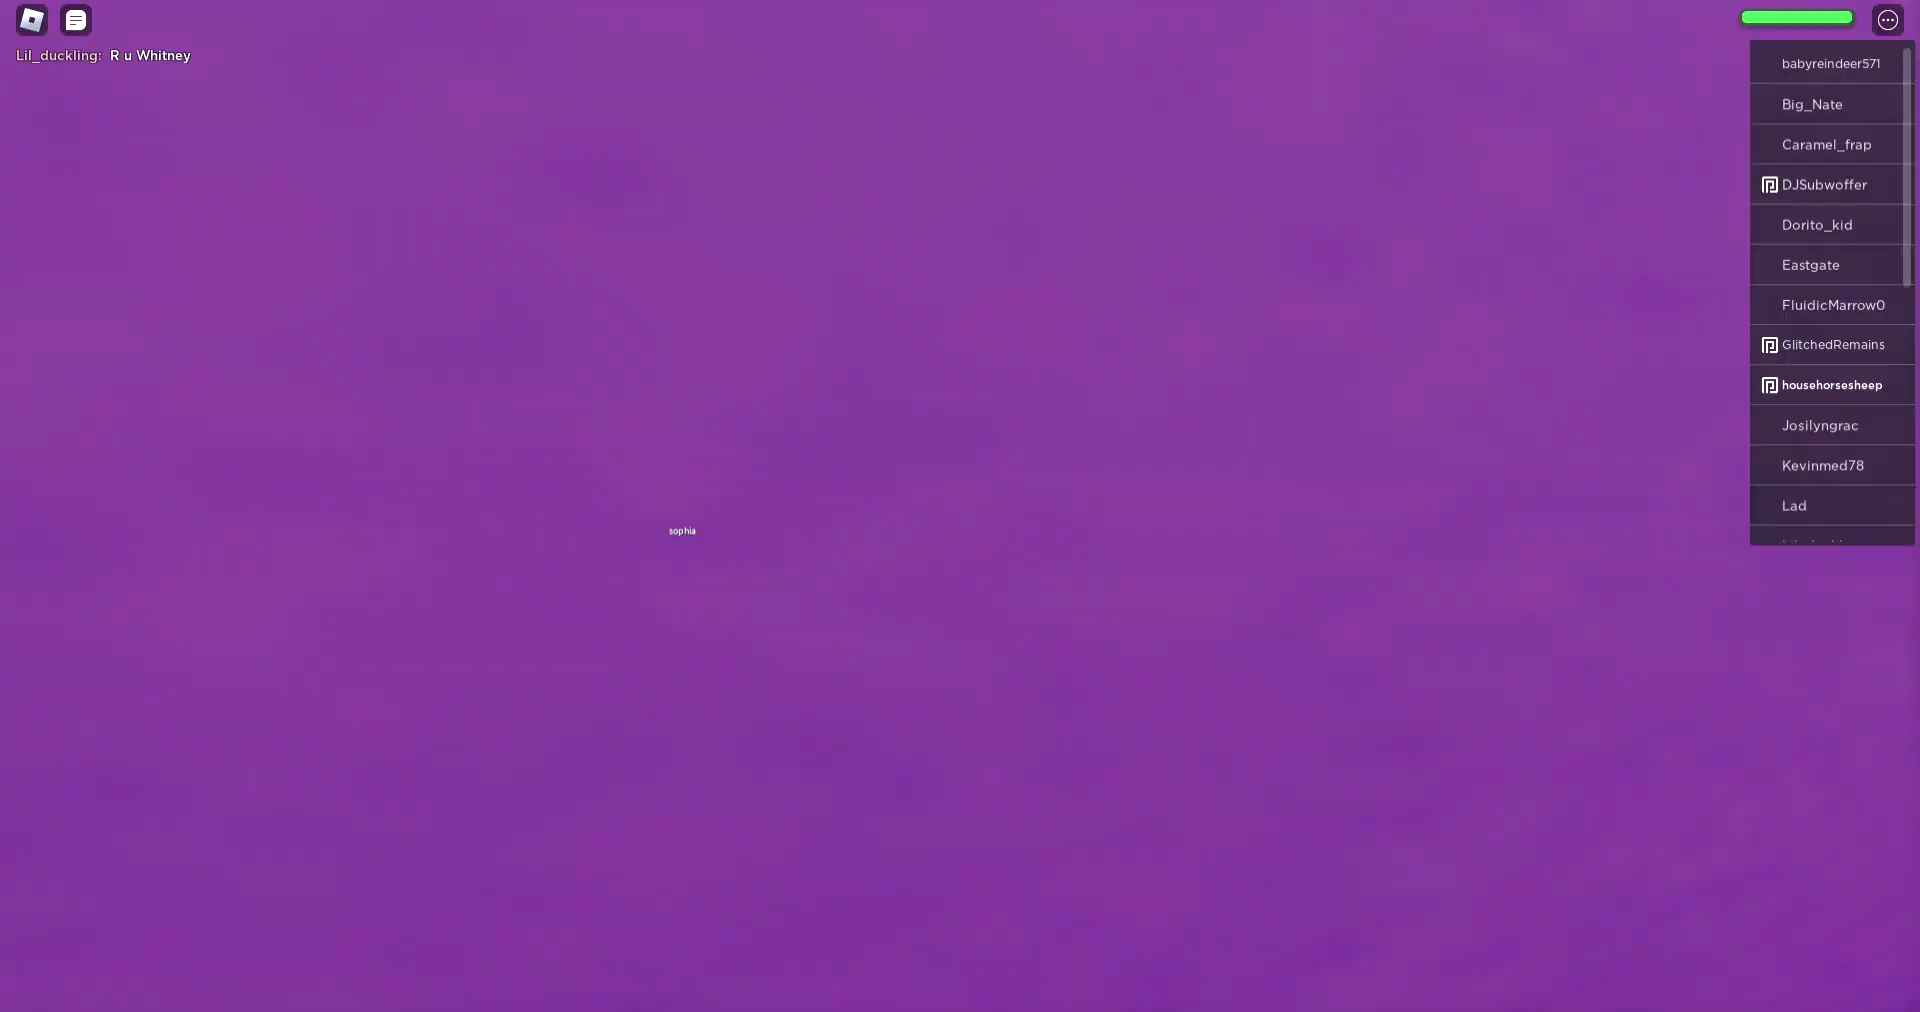 Lil_duckling: R u Whitney
babyreindeer571
Big_Nate
Caramel_frap
DJSubwoffer
Dorito_kid
Eastgate
FluidicMarrow0
GlitchedRemains
househorsesheep
Josilyngrac
Kevinmed78
Lad
sophia